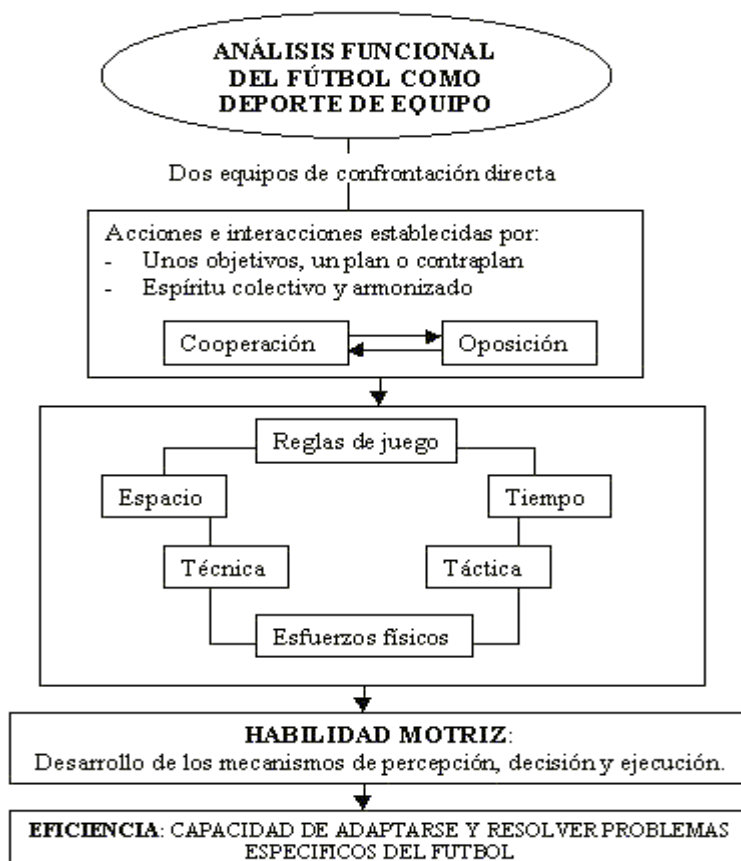 ANÁLISIS FUNCIONAL
DEL FÚTBOL COMO
DEPORTE DE EQUIPO
Dos equipos de confrontación directa
Acciones e interacciones establecidas por:
- Unos objetivos, un plan o contraplan
- Espíritu colectivo y armonizado
Cooperación
Oposición
Reglas de juego
Espacio
Tiempo
Técnica
Táctica
Esfuerzos físicos
HABILIDAD MOTRIZ:
Desarrollo de los mecanismos de percepción, decisión y ejecución.
EFICIENCIA: CAPACIDAD DE ADAPTARSE Y RESOLVER PROBLEMAS
ESPECIFICOS DEL FUTBOL